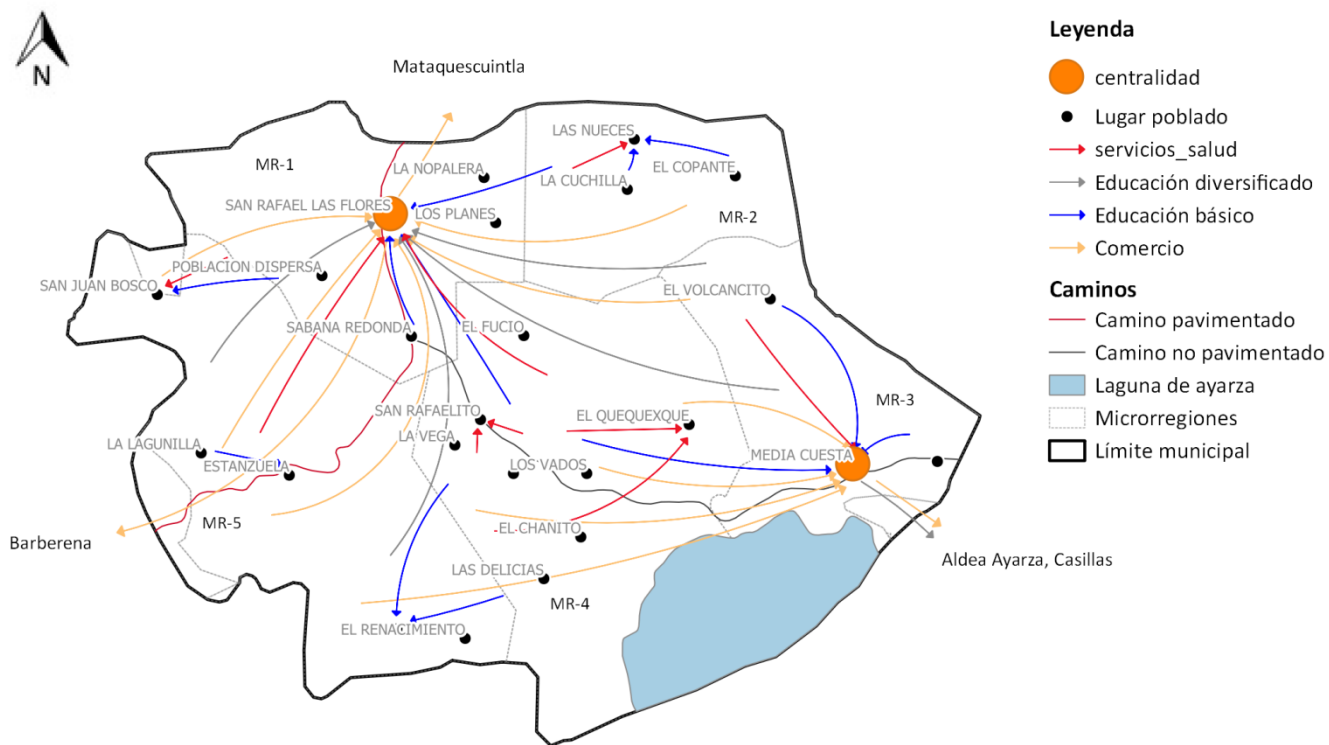 N
Mataquescuintla
MR-1
LAS NUECES
LA NOPALERA
LA CUCHILLA
EL COPANTE
SAN RAFAEL LAS FLORES
LOS PLANES
MR-2
POBLACION DISPERSA
SAN JUAN BOSCO
EL VOLCANCITO
SABANA REDONDA
EL FUCIO
SAN RAFAELITO
EL QUEQUEXQUE
MR-3
LA VEGA
LA LAGUNILLA
ESTANZUELA
LOS VADOS
MEDIA CUESTA
MR-5
EL CHANITO
Barberena
LAS DELICIAS
MR-4
Aldea Ayarza, Casillas
EL RENACIMIENTO
Leyenda
centralidad
Lugar poblado
servicios_salud
Educación diversificado
Educación básico
Comercio
Caminos
Camino pavimentado
Camino no pavimentado
Laguna de ayarza
Microrregiones
Límite municipal